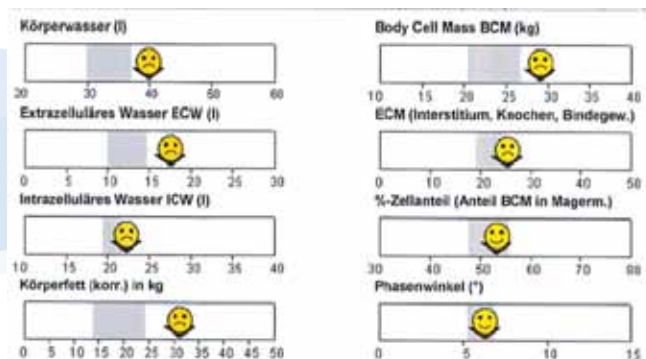 Körperwasser (l)
20 30 40 50 60
Extrazelluläres Wasser ECW (l)
0 5 10 15 20 25 30
Intrazelluläres Wasser ICW (l)
10 15 20 25 30 35 40
Körperfett (korr.) in kg
0 5 10 15 20 25 30 35 40 45 50
Body Cell Mass BCM (kg)
10 15 20 25 30 35 40
ECM (Interstitium, Knochen, Bindegew.)
0 10 20 30 40 50
%-Zellanteil (Anteil BCM in Magerm.)
30 40 50 60 70 80
Phasenwinkel (°)
0 5 10 15